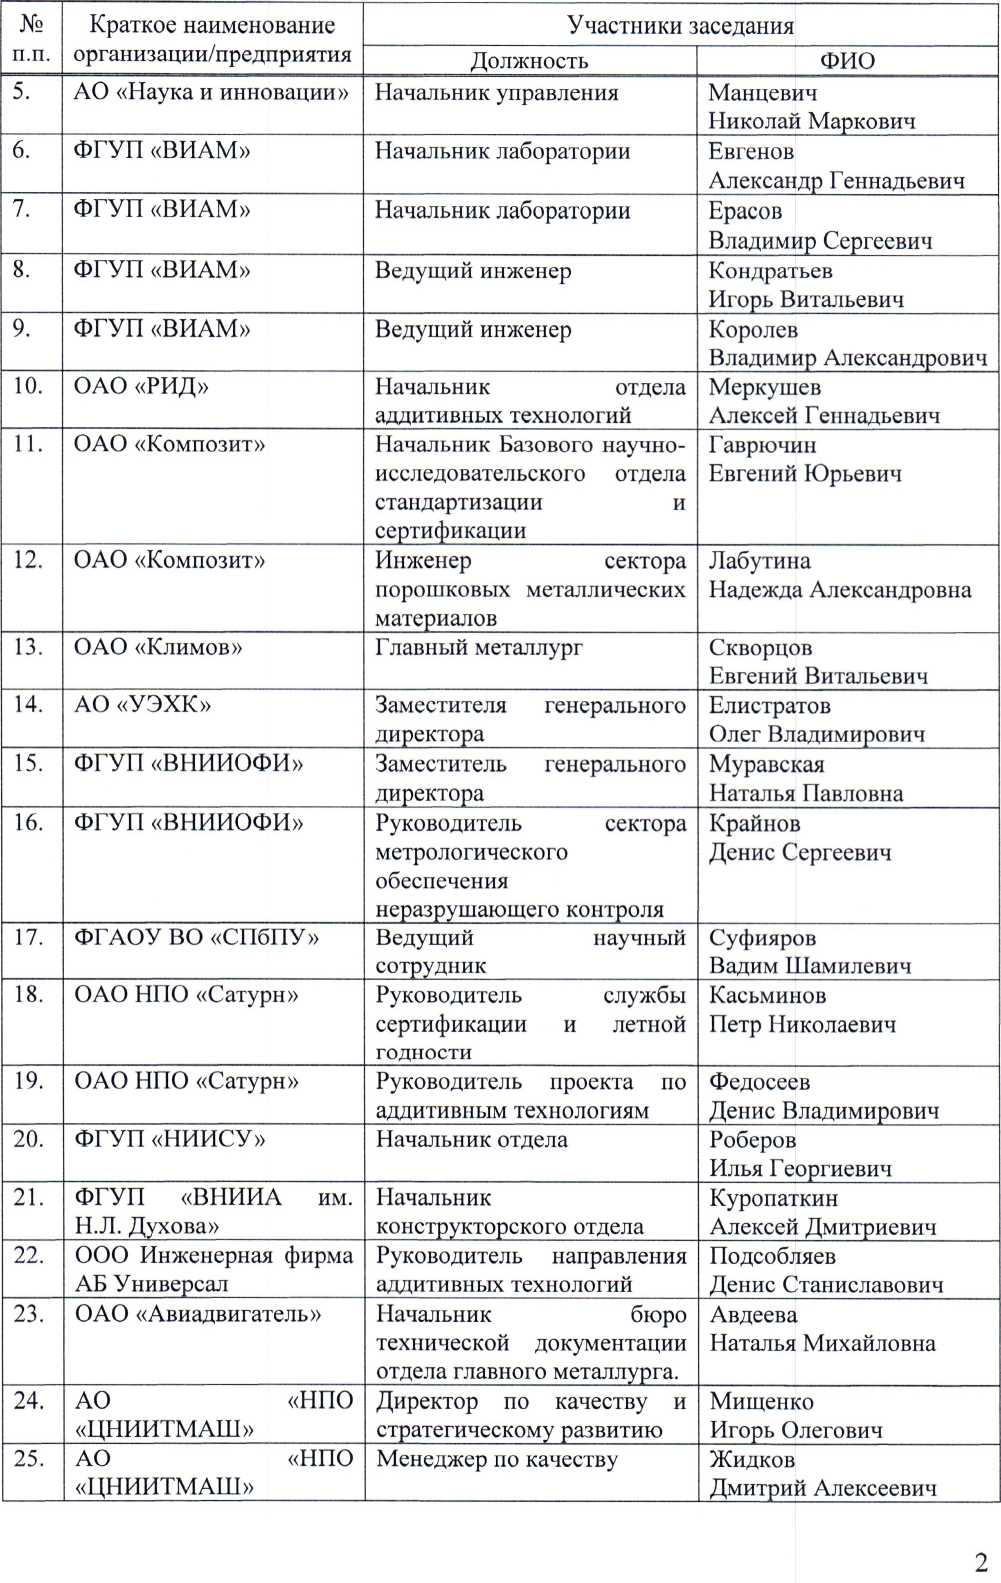 № п.п. Краткое наименование организации/предприятия Участники заседания
Должность ФИО
5. АО «Наука и инновации» Начальник управления Манцевич
Николай Маркович
6. ФГУП «ВИАМ» Начальник лаборатории Евгенов
Александр Геннадьевич
7. ФГУП «ВИАМ» Начальник лаборатории Ерасов
Владимир Сергеевич
8. ФГУП «ВИАМ» Ведущий инженер Кондратьев
Игорь Витальевич
9. ФГУП «ВИАМ» Ведущий инженер Королев
Владимир Александрович
10. ОАО «РИД» Начальник отдела Меркушев
аддитивных технологий Алексей Геннадьевич
11. ОАО «Композит» Начальник Базового научно- Гаврючин
исследовательского отдела Евгений Юрьевич
стандартизации и
сертификации
12. ОАО «Композит» Инженер сектора Лабутина
порошковых металлических Надежда Александровна
материалов
13. ОАО «Климов» Главный металлург Скворцов
Евгений Витальевич
14. АО «УЭХК» Заместителя генерального Елистратов
директора Олег Владимирович
15. ФГУП «ВНИИОФИ» Заместитель генерального Муравская
директора Наталья Павловна
16. ФГУП «ВНИИОФИ» Руководитель сектора Крайнов
метрологического Денис Сергеевич
обеспечения
неразрушающего контроля
17. ФГАОУ ВО «СПбПУ» Ведущий научный Суфияров
сотрудник Вадим Шамилевич
18. ОАО НПО «Сатурн» Руководитель службы Касьминов
сертификации и летной Петр Николаевич
годности
19. ОАО НПО «Сатурн» Руководитель проекта по Федосеев
аддитивным технологиям Денис Владимирович
20. ФГУП «НИИСУ» Начальник отдела Роберов
Илья Георгиевич
21. ФГУП «ВНИИА им. Начальник Куропаткин
Н.Л. Духова» конструкторского отдела Алексей Дмитриевич
22. ООО Инженерная фирма Руководитель направления Подсобляев
АБ Универсал аддитивных технологий Денис Станиславович
23. ОАО «Авиадвигатель» Начальник бюро Авдеева
технической документации Наталья Михайловна
отдела главного металлурга.
24. АО «НПО Директор по качеству и Мищенко
«ЦНИИТМАШ» стратегическому развитию Игорь Олегович
25. АО «НПО Менеджер по качеству Жидков
«ЦНИИТМАШ» Дмитрий Алексеевич
2